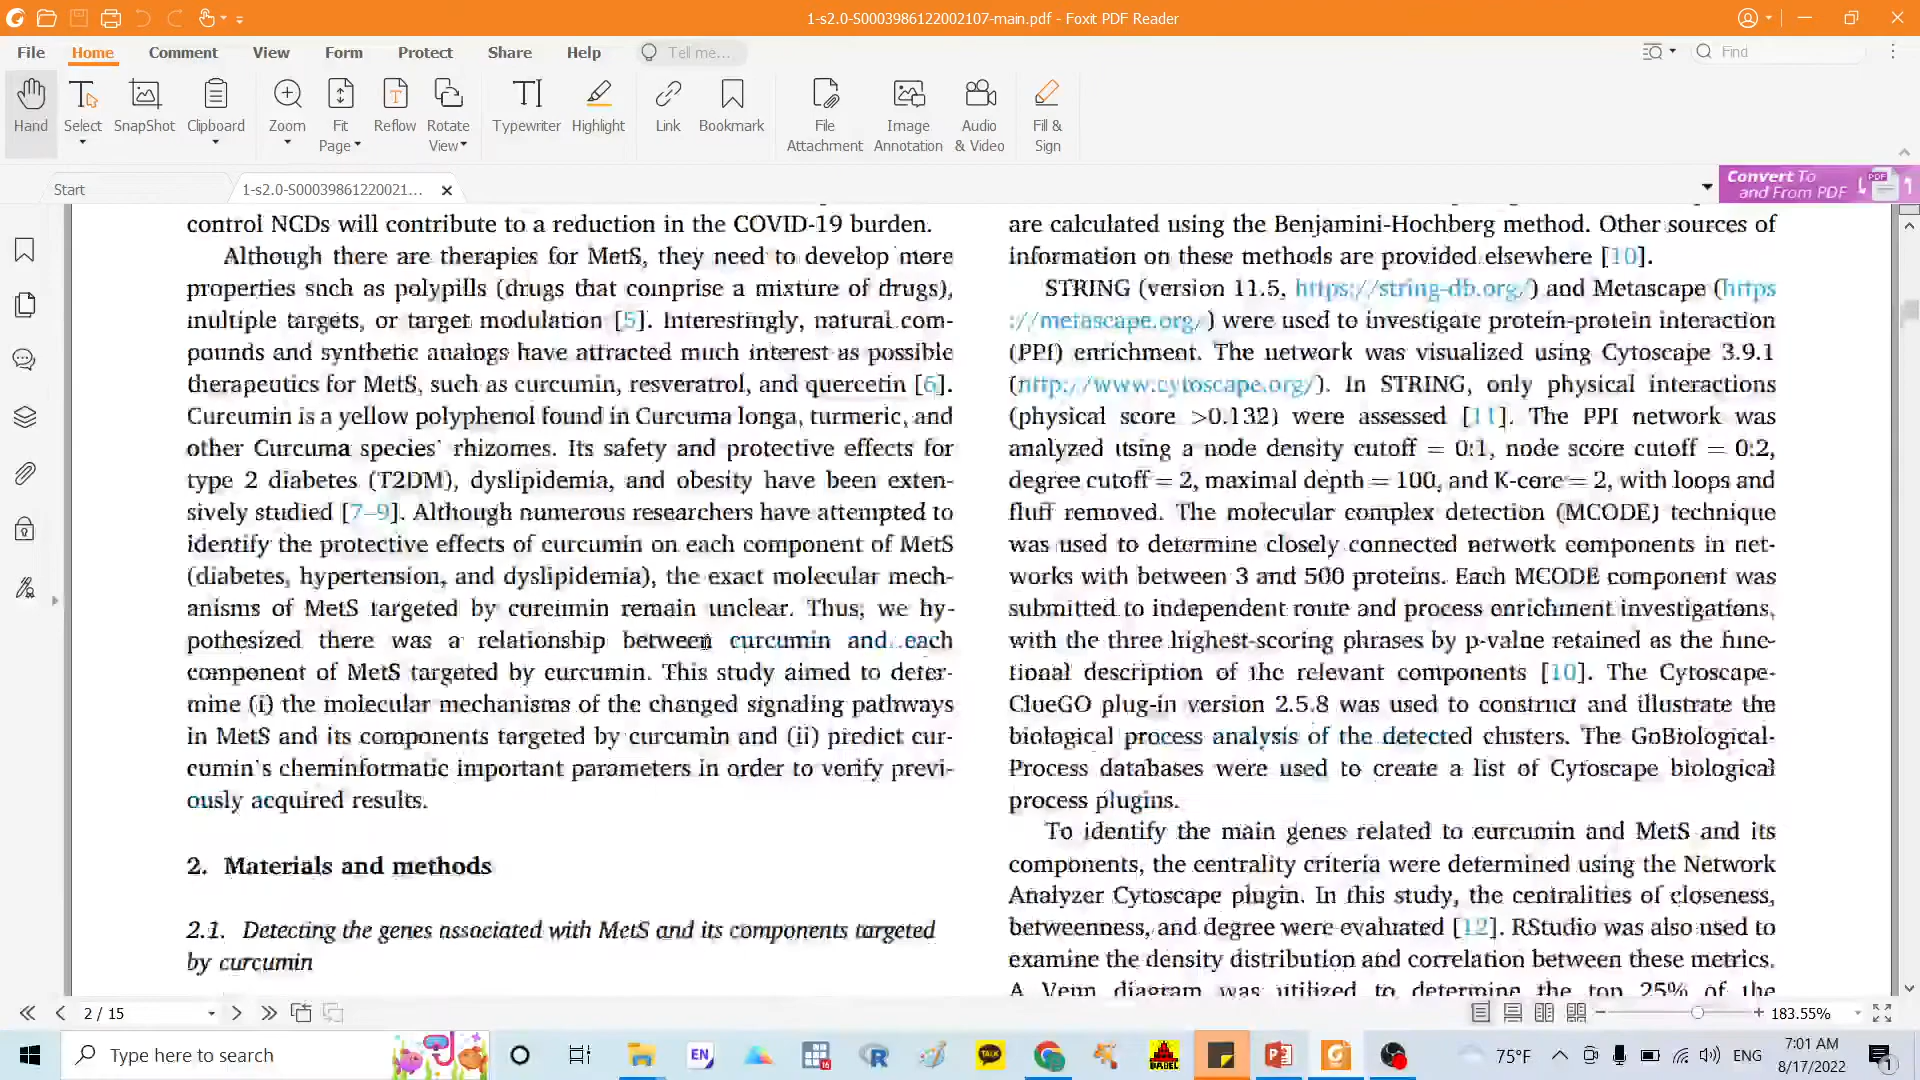 1-s2.0-S0003986122002107-main.pdf - Foxit PDF Reader
File Home Comment View Form Protect Share Help Tell me... Find
Hand Select SnapShot Clipboard Zoom Fit Page Reflow Rotate View Typewriter Highlight Link Bookmark File Attachment Image Annotation Audio & Video Fill & Sign
Start 1-s2.0-S00039861220021... Convert To and From PDF PDF
control NCDs will contribute to a reduction in the COVID-19 burden.
Although there are therapies for MetS, they need to develop more
properties such as polypills (drugs that comprise a mixture of drugs),
multiple targets, or target modulation [5]. Interestingly, natural com-
pounds and synthetic analogs have attracted much interest as possible
therapeutics for MetS, such as curcumin, resveratrol, and quercetin [6].
Curcumin is a yellow polyphenol found in Curcuma longa, turmeric, and
other Curcuma species' rhizomes. Its safety and protective effects for
type 2 diabetes (T2DM), dyslipidemia, and obesity have been exten-
sively studied [7–9]. Although numerous researchers have attempted to
identify the protective effects of curcumin on each component of MetS
(diabetes, hypertension, and dyslipidemia), the exact molecular mech-
anisms of MetS targeted by curcumin remain unclear. Thus, we hy-
pothesized there was a relationship between curcumin and each
component of MetS targeted by curcumin. This study aimed to deter-
mine (i) the molecular mechanisms of the changed signaling pathways
in MetS and its components targeted by curcumin and (ii) predict cur-
cumin's cheminformatic important parameters in order to verify previ-
ously acquired results.
2. Materials and methods
2.1. Detecting the genes associated with MetS and its components targeted
by curcumin
are calculated using the Benjamini-Hochberg method. Other sources of
information on these methods are provided elsewhere [10].
STRING (version 11.5, https://string-db.org/) and Metascape (https
://metascape.org/) were used to investigate protein-protein interaction
(PPI) enrichment. The network was visualized using Cytoscape 3.9.1
(http://www.cytoscape.org/). In STRING, only physical interactions
(physical score >0.132) were assessed [11]. The PPI network was
analyzed using a node density cutoff = 0:1, node score cutoff = 0:2,
degree cutoff = 2, maximal depth = 100, and K-core = 2, with loops and
fluff removed. The molecular complex detection (MCODE) technique
was used to determine closely connected network components in net-
works with between 3 and 500 proteins. Each MCODE component was
submitted to independent route and process enrichment investigations,
with the three highest-scoring phrases by p-value retained as the func-
tional description of the relevant components [10]. The Cytoscape-
ClueGO plug-in version 2.5.8 was used to construct and illustrate the
biological process analysis of the detected clusters. The GoBiological-
Process databases were used to create a list of Cytoscape biological
process plugins.
To identify the main genes related to curcumin and MetS and its
components, the centrality criteria were determined using the Network
Analyzer Cytoscape plugin. In this study, the centralities of closeness,
betweenness, and degree were evaluated [12]. RStudio was also used to
examine the density distribution and correlation between these metrics.
A Venn diagram was utilized to determine the top 25% of the
2 / 15 183.55%
Type here to search EN 16 TALK BABEL 75°F ENG 7:01 AM
8/17/2022 1